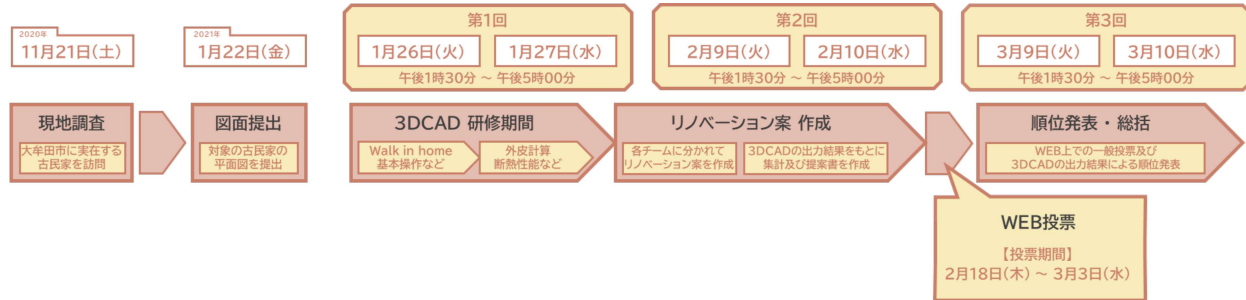 2020年
11月21日(土)
2021年
1月22日(金)
第1回
1月26日(火) 1月27日(水)
午後1時30分 ～ 午後5時00分
第2回
2月9日(火) 2月10日(水)
午後1時30分 ～ 午後5時00分
第3回
3月9日(火) 3月10日(水)
午後1時30分 ～ 午後5時00分
現地調査
大牟田市に実在する
古民家を訪問
図面提出
対象の古民家の
平面図を提出
3DCAD 研修期間
Walk in home
基本操作など
外皮計算
断熱性能など
リノベーション案 作成
各チームに分かれて
リノベーション案を作成
3DCADの出力結果をもとに
集計及び提案書を作成
順位発表・総括
WEB上での一般投票及び
3DCADの出力結果による順位発表
WEB投票
【投票期間】
2月18日(木) ～ 3月3日(水)